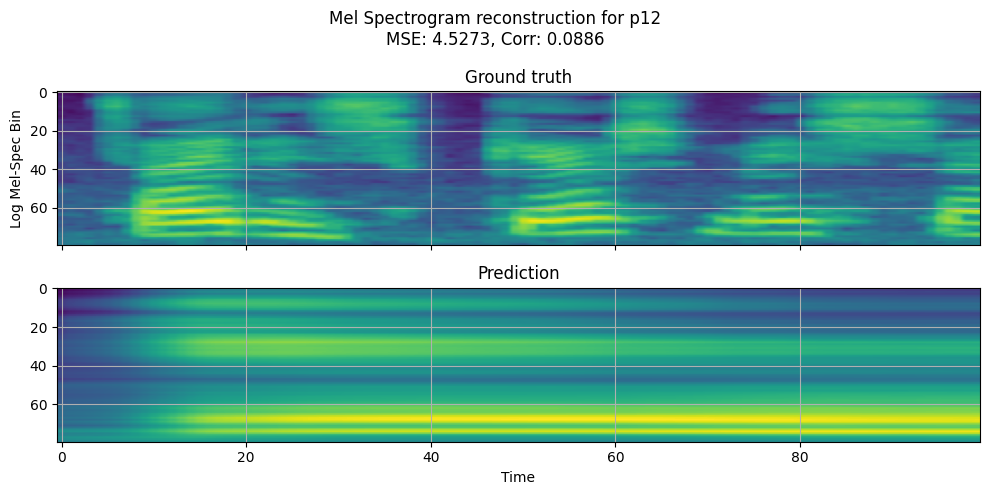 Mel Spectrogram reconstruction for p12
MSE: 4.5273, Corr: 0.0886
Ground truth
0
20
40
60
Log Mel-Spec Bin
Prediction
0
20
40
60
0 20 40 60 80
Time